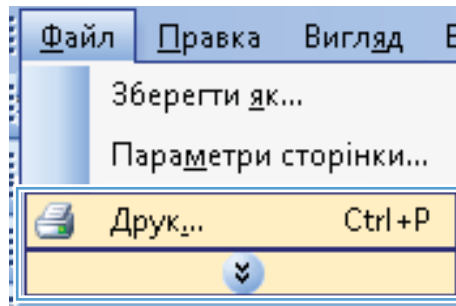 Файл Правка Вигляд
Зберегти як...
Параметри сторінки...
Друк... Ctrl+P